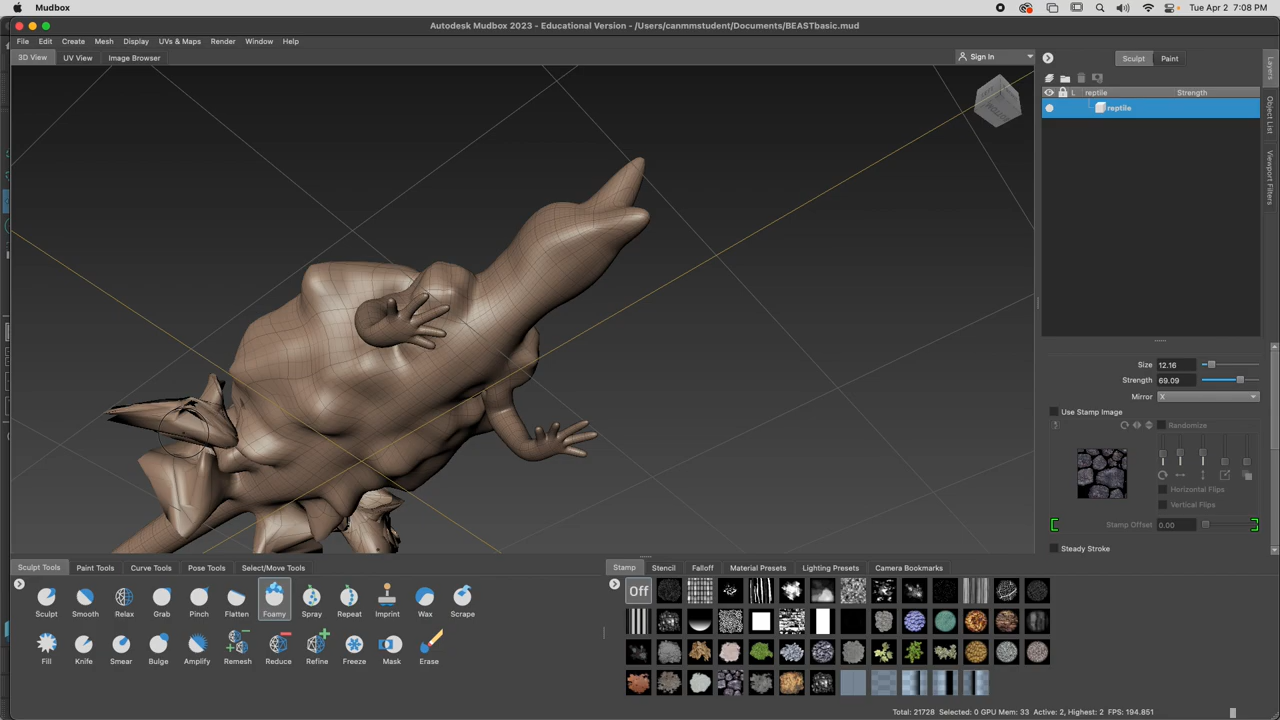 Mudbox
Tue Apr 2 7:08 PM
Autodesk Mudbox 2023 - Educational Version - /Users/canmmstudent/Documents/BEASTbasic.mud
File Edit Create Mesh Display UVs & Maps Render Window Help
3D View UV View Image Browser Sign In Sculpt Paint
Layers
Object List
Viewport Filters
L reptile Strength
reptile
Size 12.16
Strength 69.09
Mirror X
Use Stamp Image
Randomize
Horizontal Flips
Vertical Flips
Stamp Offset 0.00
Steady Stroke
Sculpt Tools Paint Tools Curve Tools Pose Tools Select/Move Tools
Stamp Stencil Falloff Material Presets Lighting Presets Camera Bookmarks
Off
Sculpt Smooth Relax Grab Pinch Flatten Foamy Spray Repeat Imprint Wax Scrape
Fill Knife Smear Bulge Amplify Remesh Reduce Refine Freeze Mask Erase
Total: 21728 Selected: 0 GPU Mem: 33 Active: 2, Highest: 2 FPS: 194.851